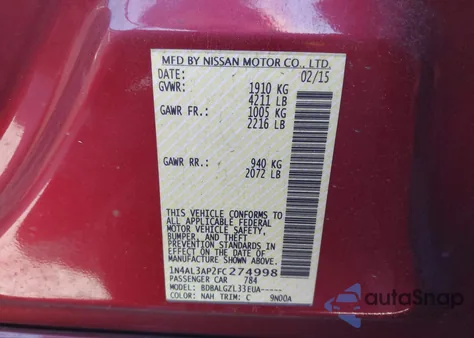 MFD BY NISSAN MOTOR CO., LTD.
DATE: 02/15
GVWR: 1910 KG
4211 LB
GAWR FR.: 1005 KG
2216 LB
GAWR RR.: 940 KG
2072 LB
THIS VEHICLE CONFORMS TO
ALL APPLICABLE FEDERAL
MOTOR VEHICLE SAFETY,
BUMPER, AND THEFT
PREVENTION STANDARDS
IN EFFECT ON THE DATE OF
MANUFACTURE SHOWN ABOVE.
1N4AL3AP2FC274998
PASSENGER CAR 784
MODEL: BDBALGZL33EUA-----
COLOR: NAH TRIM: C 9N00A
autoSnap